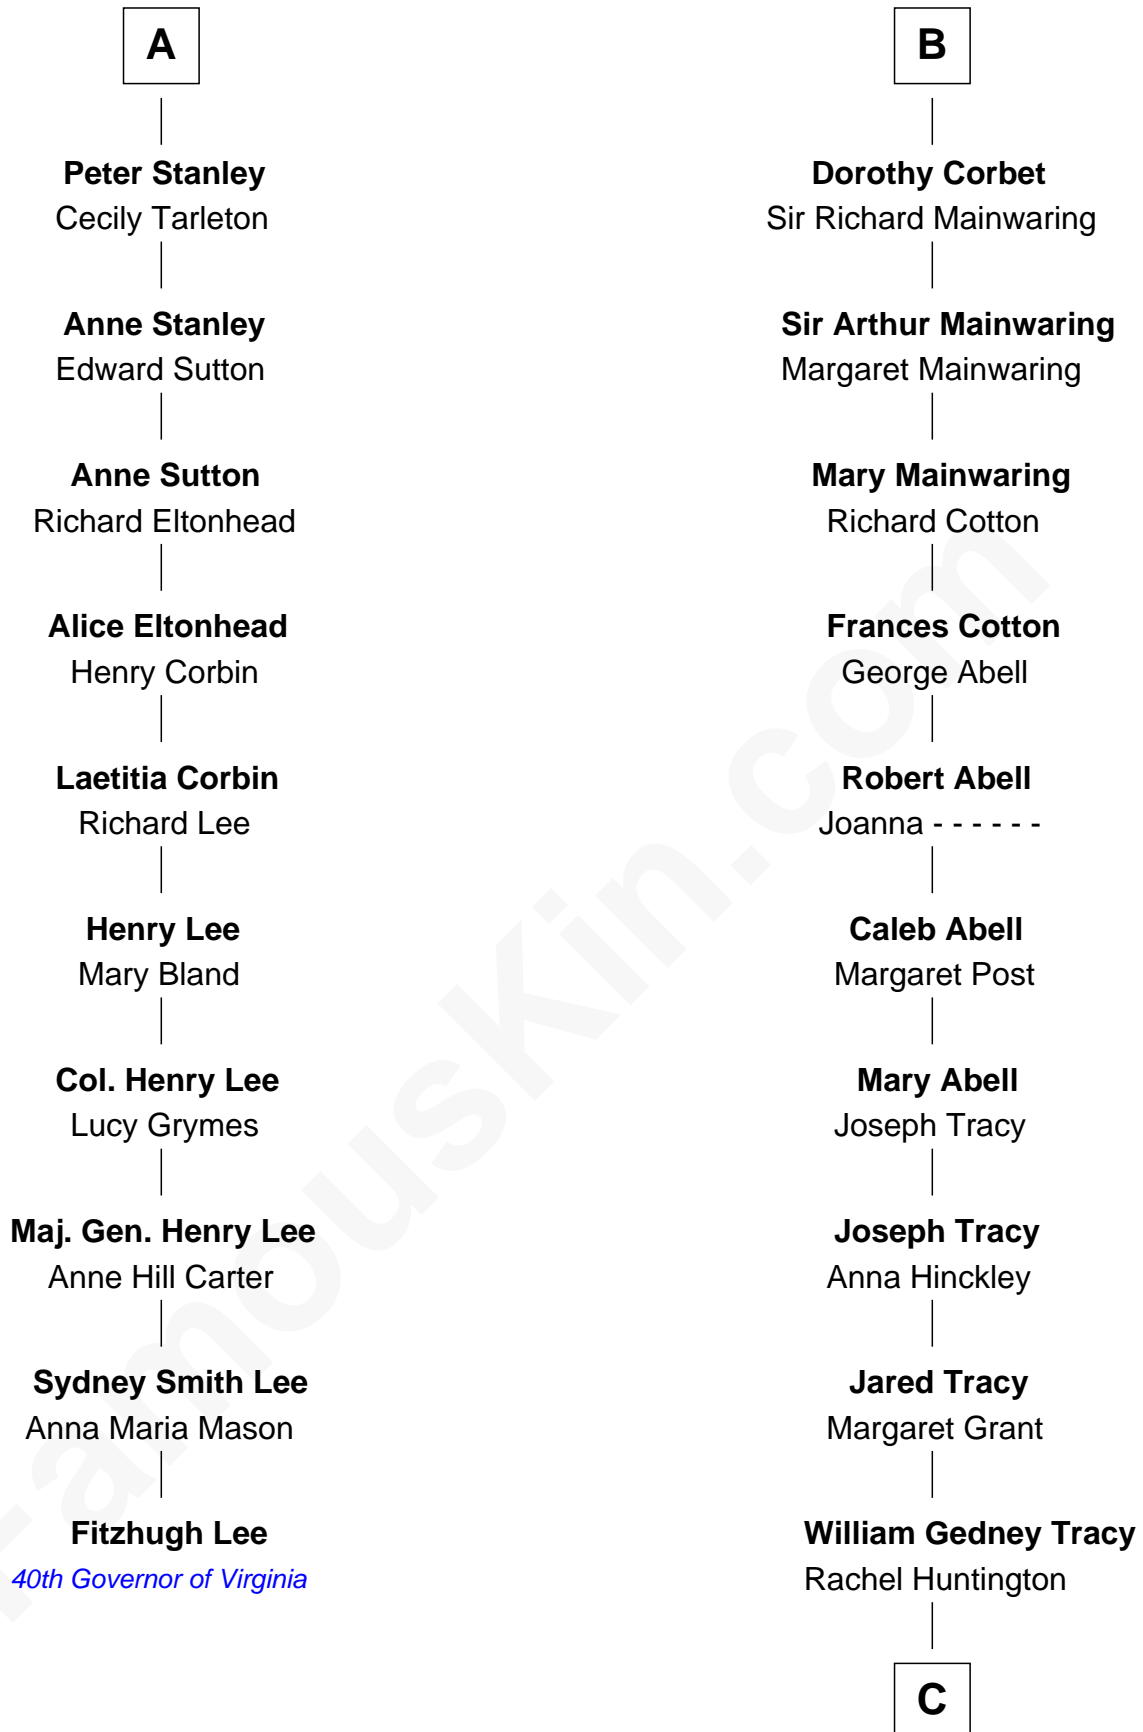 A
Peter Stanley
Cecily Tarleton
Anne Stanley
Edward Sutton
Anne Sutton
Richard Eltonhead
Alice Eltonhead
Henry Corbin
Laetitia Corbin
Richard Lee
Henry Lee
Mary Bland
Col. Henry Lee
Lucy Grymes
Maj. Gen. Henry Lee
Anne Hill Carter
Sydney Smith Lee
Anna Maria Mason
Fitzhugh Lee
40th Governor of Virginia
B
Dorothy Corbet
Sir Richard Mainwaring
Sir Arthur Mainwaring
Margaret Mainwaring
Mary Mainwaring
Richard Cotton
Frances Cotton
George Abell
Robert Abell
Joanna - - - - - -
Caleb Abell
Margaret Post
Mary Abell
Joseph Tracy
Joseph Tracy
Anna Hinckley
Jared Tracy
Margaret Grant
William Gedney Tracy
Rachel Huntington
C
FamousKin.com